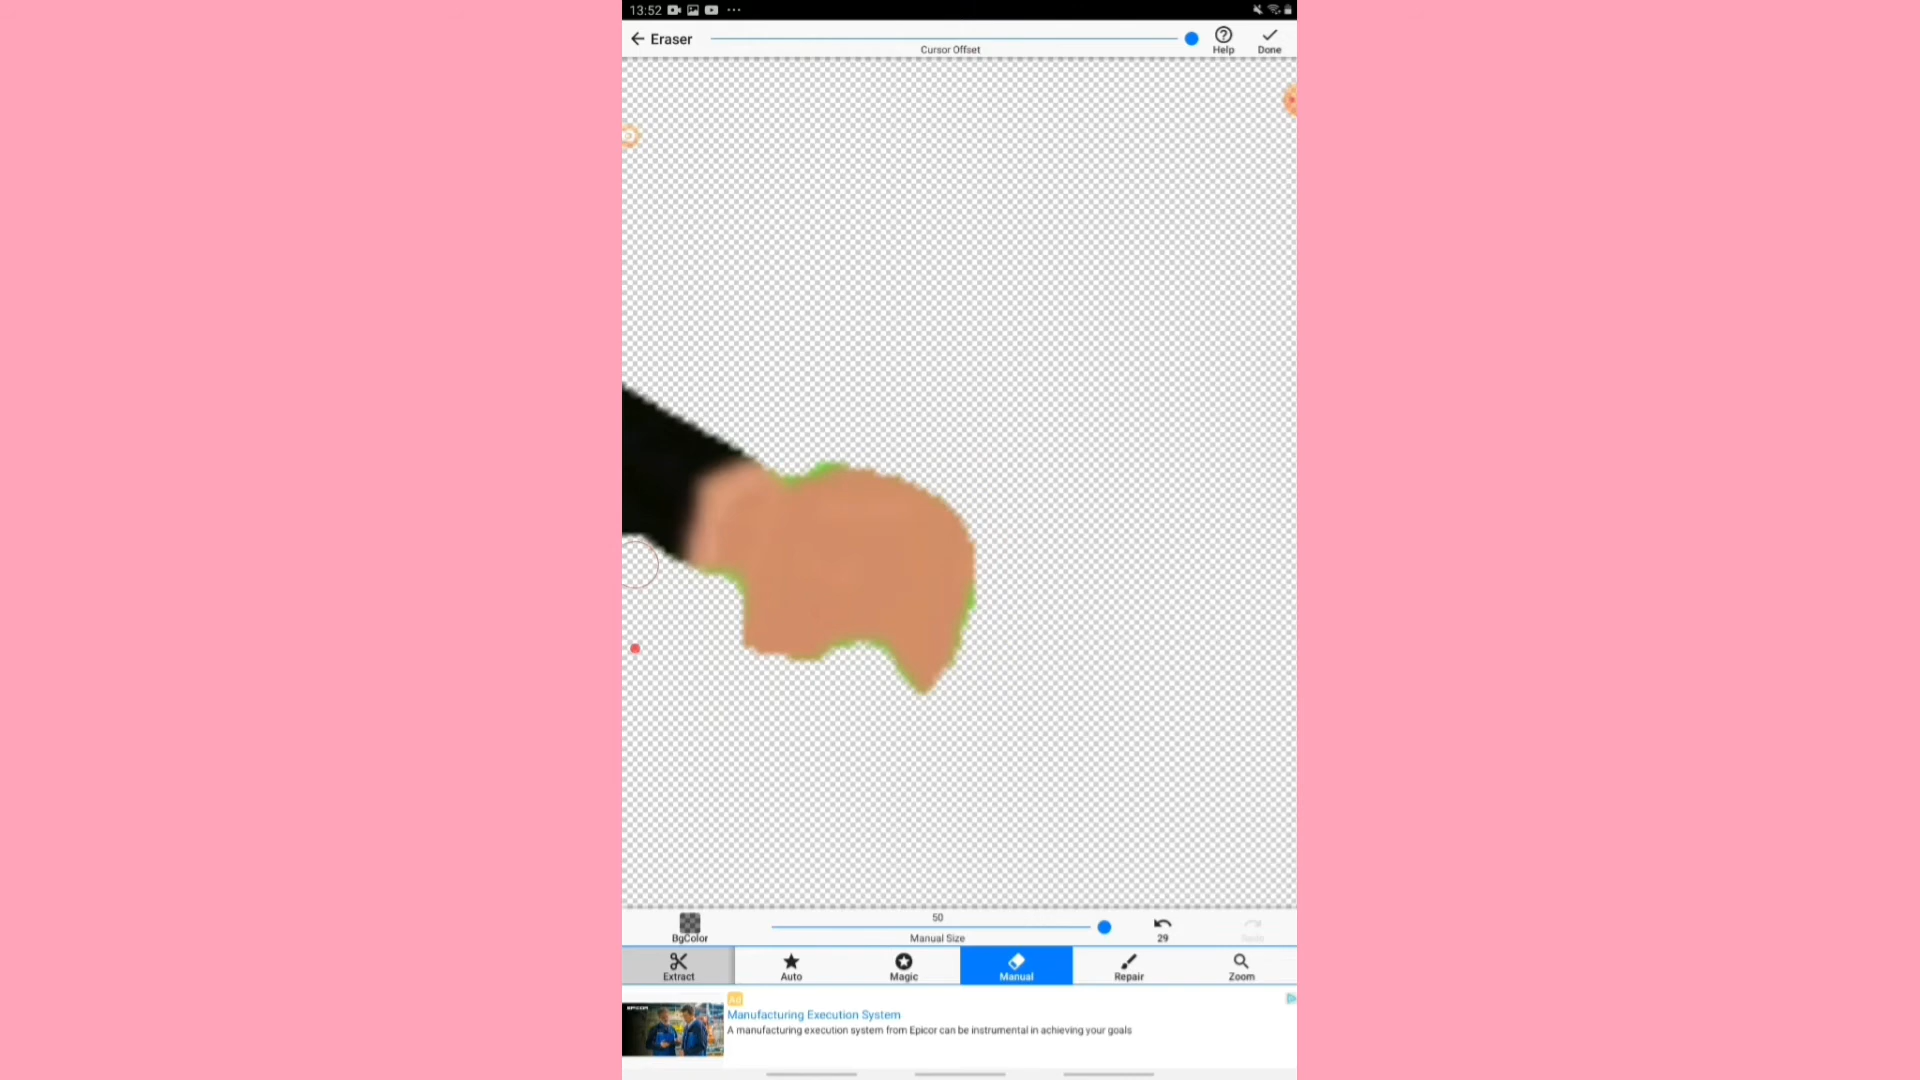 13:52
Eraser
Cursor Offset
Help
Done
50
BgColor
Manual Size
29
Extract
Auto
Magic
Manual
Repair
Zoom
Ad
EPICOR
Manufacturing Execution System
A manufacturing execution system from Epicor can be instrumental in achieving your goals